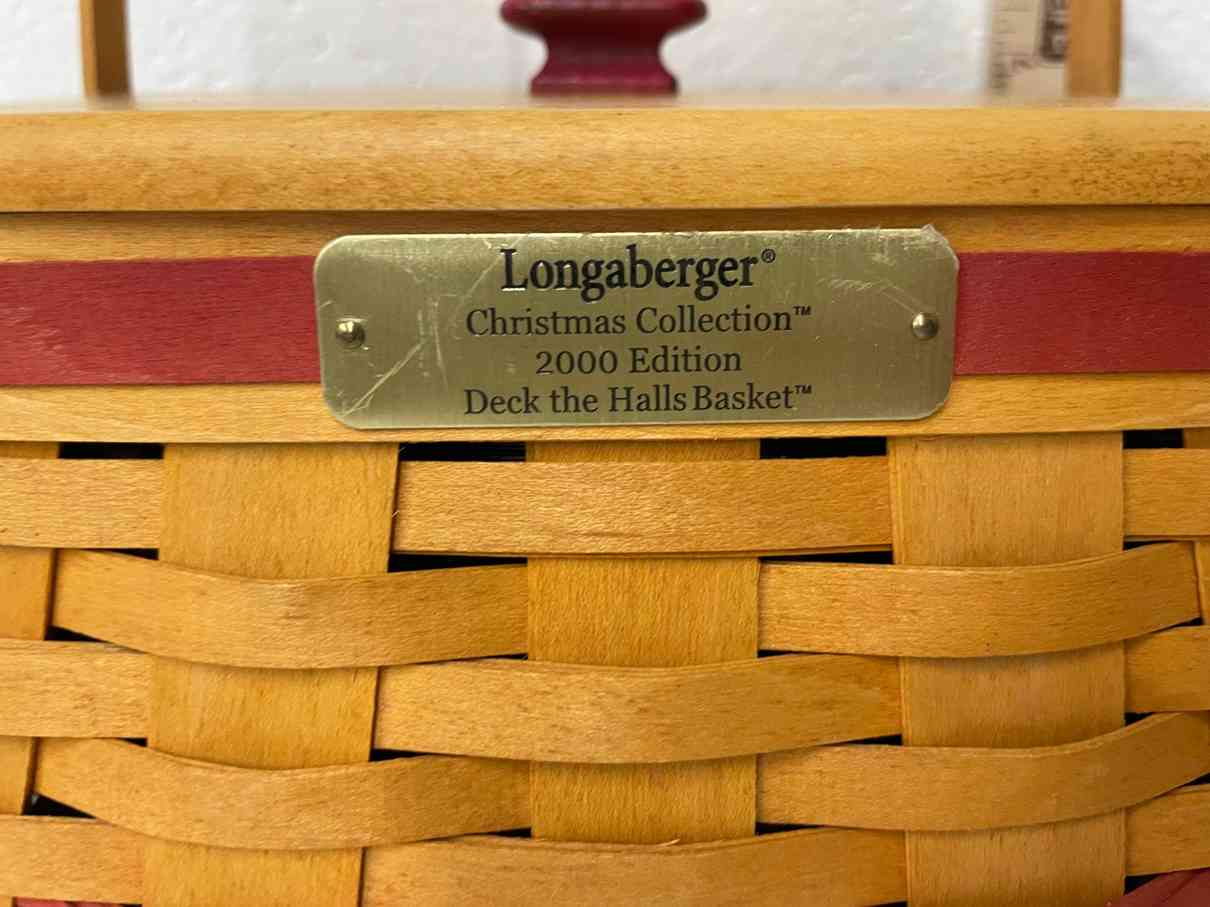 Longaberger®
Christmas Collection™
2000 Edition
Deck the Halls Basket™